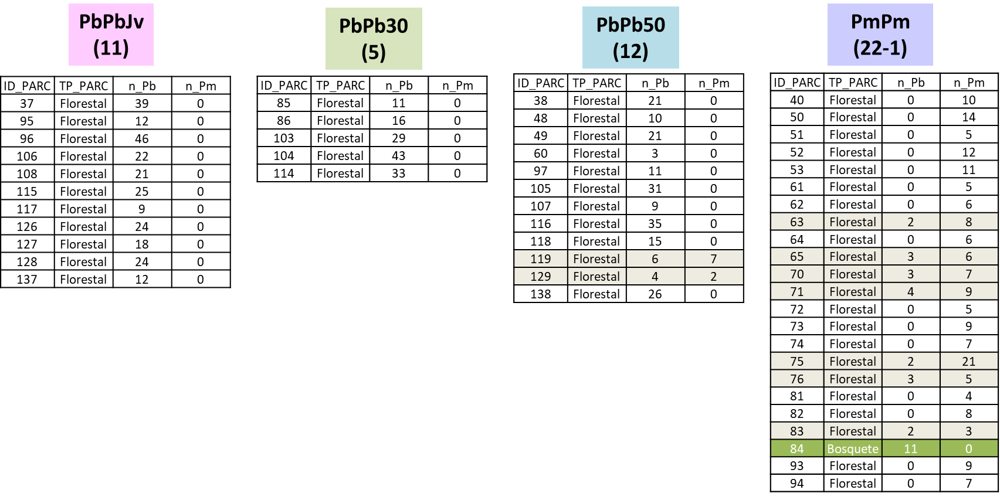 PbPbJv
(11)
ID_PARC TP_PARC n_Pb n_Pm
37 Florestal 39 0
95 Florestal 12 0
96 Florestal 46 0
106 Florestal 22 0
108 Florestal 21 0
115 Florestal 25 0
117 Florestal 9 0
126 Florestal 24 0
127 Florestal 18 0
128 Florestal 24 0
137 Florestal 12 0
PbPb30
(5)
ID_PARC TP_PARC n_Pb n_Pm
85 Florestal 11 0
86 Florestal 16 0
103 Florestal 29 0
104 Florestal 43 0
114 Florestal 33 0
PbPb50
(12)
ID_PARC TP_PARC n_Pb n_Pm
38 Florestal 21 0
48 Florestal 10 0
49 Florestal 21 0
60 Florestal 3 0
97 Florestal 11 0
105 Florestal 31 0
107 Florestal 9 0
116 Florestal 35 0
118 Florestal 15 0
119 Florestal 6 7
129 Florestal 4 2
138 Florestal 26 0
PmPm
(22-1)
ID_PARC TP_PARC n_Pb n_Pm
40 Florestal 0 10
50 Florestal 0 14
51 Florestal 0 5
52 Florestal 0 12
53 Florestal 0 11
61 Florestal 0 5
62 Florestal 0 6
63 Florestal 2 8
64 Florestal 0 6
65 Florestal 3 6
70 Florestal 3 7
71 Florestal 4 9
72 Florestal 0 5
73 Florestal 0 9
74 Florestal 0 7
75 Florestal 2 21
76 Florestal 3 5
81 Florestal 0 4
82 Florestal 0 8
83 Florestal 2 3
84 Bosquete 11 0
93 Florestal 0 9
94 Florestal 0 7